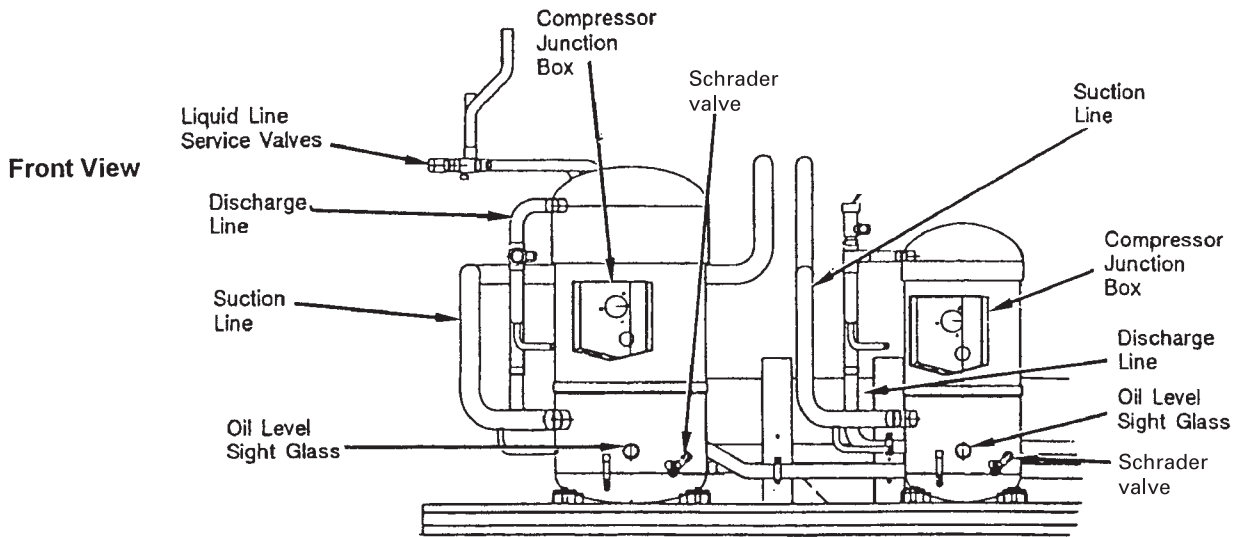 Compressor
Junction
Box
Schrader
valve
Suction
Line
Liquid Line
Service Valves
Front View
Discharge
Line
Compressor
Junction
Box
Suction
Line
Discharge
Line
Oil Level
Sight Glass
Oil Level
Sight Glass
Schrader
valve